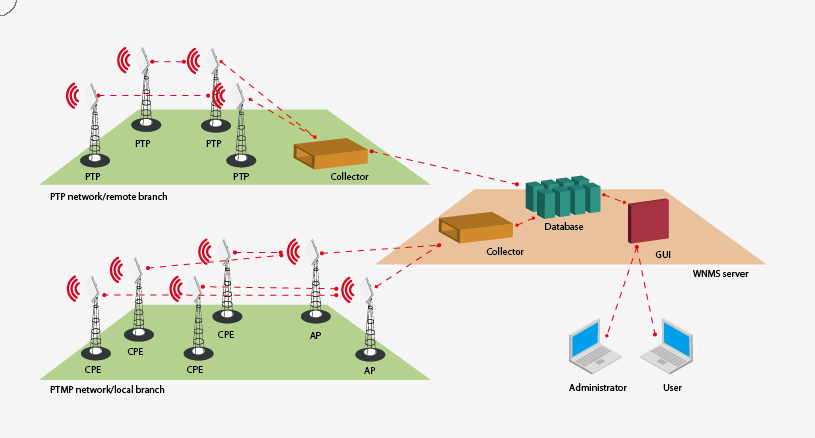 PTP
PTP
PTP
PTP
Collector
PTP network/remote branch
Database
Collector
GUI
WNMS server
CPE
AP
CPE
CPE
CPE
AP
PTMP network/local branch
Administrator
User